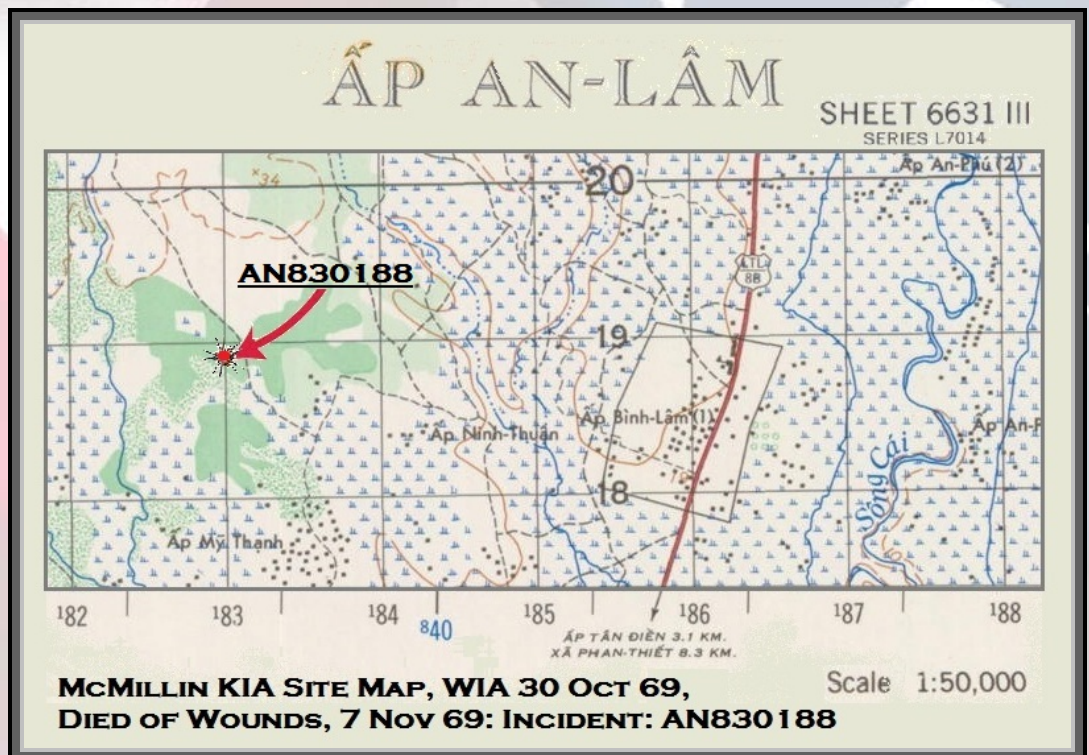 ẤP AN-LÂM
SHEET 6631 III
SERIES L7014
Ấp An-Phú (2)
×34
20
AN830188
LTL
8B
19
Ấp Bình-Lâm (1)
Ấp Ninh-Thuận
Ấp An-P
18
Sông Cái
Ấp Mỹ Thạnh
182
183
184
840
185
186
187
188
ẤP TÂN ĐIỀN 3.1 KM.
XÃ PHAN-THIẾT 8.3 KM.
Scale 1:50,000
MCMILLIN KIA SITE MAP, WIA 30 OCT 69,
DIED OF WOUNDS, 7 NOV 69: INCIDENT: AN830188